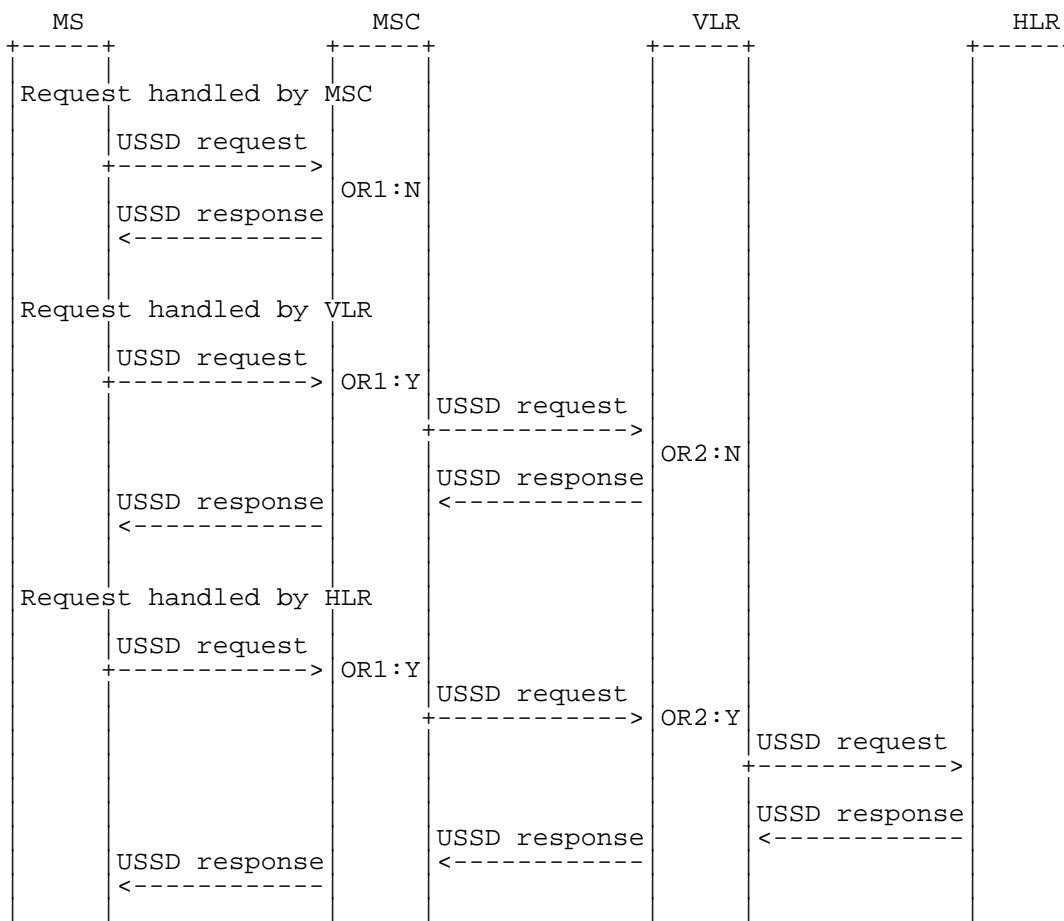 MS MSC VLR HLR
Request handled by MSC
USSD request
OR1:N
USSD response
Request handled by VLR
USSD request
OR1:Y
USSD request
OR2:N
USSD response
USSD response
Request handled by HLR
USSD request
OR1:Y
USSD request
OR2:Y
USSD request
USSD response
USSD response
USSD response